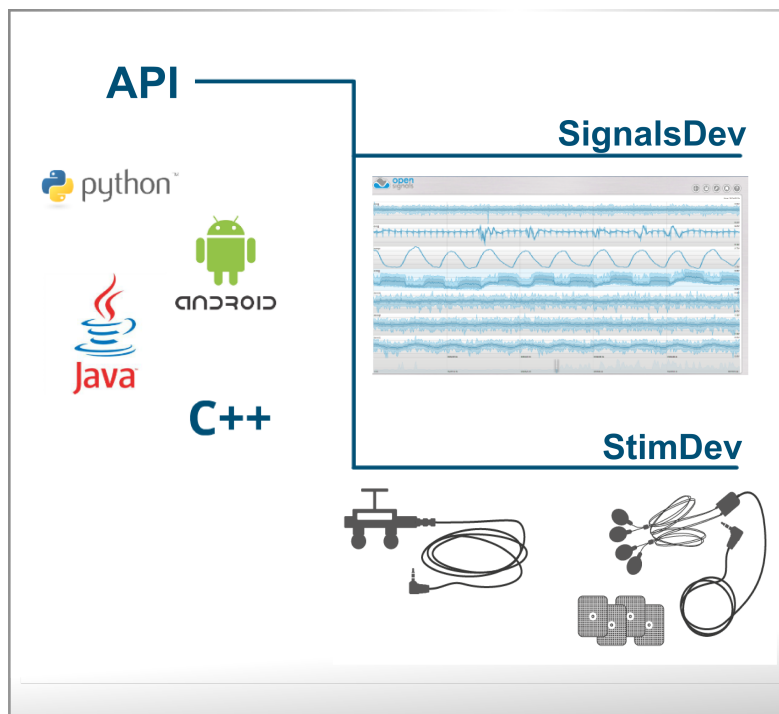 API
SignalsDev
open
signals
python
ANDROID
Java
C++
StimDev